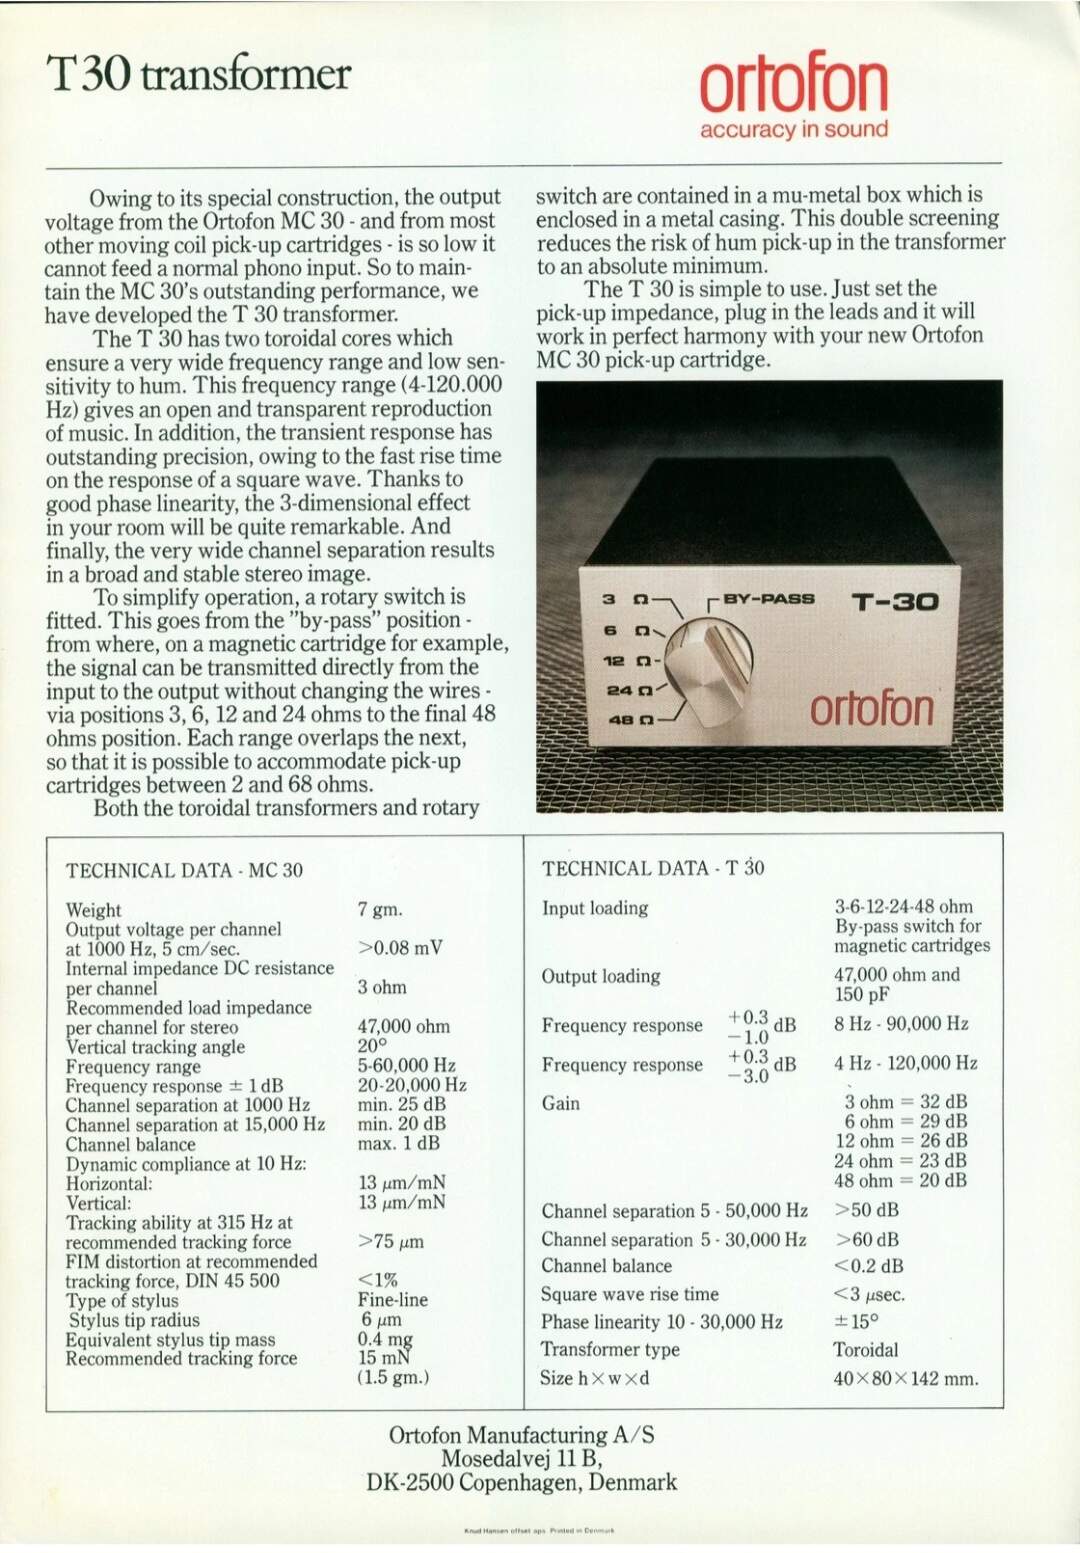 T 30 transformer
ortofon
accuracy in sound
Owing to its special construction, the output
voltage from the Ortofon MC 30 - and from most
other moving coil pick-up cartridges - is so low it
cannot feed a normal phono input. So to main-
tain the MC 30's outstanding performance, we
have developed the T 30 transformer.
The T 30 has two toroidal cores which
ensure a very wide frequency range and low sen-
sitivity to hum. This frequency range (4-120.000
Hz) gives an open and transparent reproduction
of music. In addition, the transient response has
outstanding precision, owing to the fast rise time
on the response of a square wave. Thanks to
good phase linearity, the 3-dimensional effect
in your room will be quite remarkable. And
finally, the very wide channel separation results
in a broad and stable stereo image.
To simplify operation, a rotary switch is
fitted. This goes from the "by-pass" position -
from where, on a magnetic cartridge for example,
the signal can be transmitted directly from the
input to the output without changing the wires -
via positions 3, 6, 12 and 24 ohms to the final 48
ohms position. Each range overlaps the next,
so that it is possible to accommodate pick-up
cartridges between 2 and 68 ohms.
Both the toroidal transformers and rotary
switch are contained in a mu-metal box which is
enclosed in a metal casing. This double screening
reduces the risk of hum pick-up in the transformer
to an absolute minimum.
The T 30 is simple to use. Just set the
pick-up impedance, plug in the leads and it will
work in perfect harmony with your new Ortofon
MC 30 pick-up cartridge.
3 Ω BY-PASS T-30
6 Ω
12 Ω
24 Ω
48 Ω ortofon
TECHNICAL DATA - MC 30
Weight 7 gm.
Output voltage per channel
at 1000 Hz, 5 cm/sec. >0.08 mV
Internal impedance DC resistance
per channel 3 ohm
Recommended load impedance
per channel for stereo 47,000 ohm
Vertical tracking angle 20°
Frequency range 5-60,000 Hz
Frequency response ± 1 dB 20-20,000 Hz
Channel separation at 1000 Hz min. 25 dB
Channel separation at 15,000 Hz min. 20 dB
Channel balance max. 1 dB
Dynamic compliance at 10 Hz:
Horizontal: 13 μm/mN
Vertical: 13 μm/mN
Tracking ability at 315 Hz at
recommended tracking force >75 μm
FIM distortion at recommended
tracking force, DIN 45 500 <1%
Type of stylus Fine-line
Stylus tip radius 6 μm
Equivalent stylus tip mass 0.4 mg
Recommended tracking force 15 mN
(1.5 gm.)
TECHNICAL DATA - T 30
Input loading 3-6-12-24-48 ohm
By-pass switch for
magnetic cartridges
Output loading 47,000 ohm and
150 pF
Frequency response +0.3 −1.0 dB 8 Hz - 90,000 Hz
Frequency response +0.3 −3.0 dB 4 Hz - 120,000 Hz
Gain 3 ohm = 32 dB
6 ohm = 29 dB
12 ohm = 26 dB
24 ohm = 23 dB
48 ohm = 20 dB
Channel separation 5 - 50,000 Hz >50 dB
Channel separation 5 - 30,000 Hz >60 dB
Channel balance <0.2 dB
Square wave rise time <3 μsec.
Phase linearity 10 - 30,000 Hz ±15°
Transformer type Toroidal
Size h×w×d 40×80×142 mm.
Ortofon Manufacturing A/S
Mosedalvej 11 B,
DK-2500 Copenhagen, Denmark
Knud Hansen offset aps. Printed in Denmark